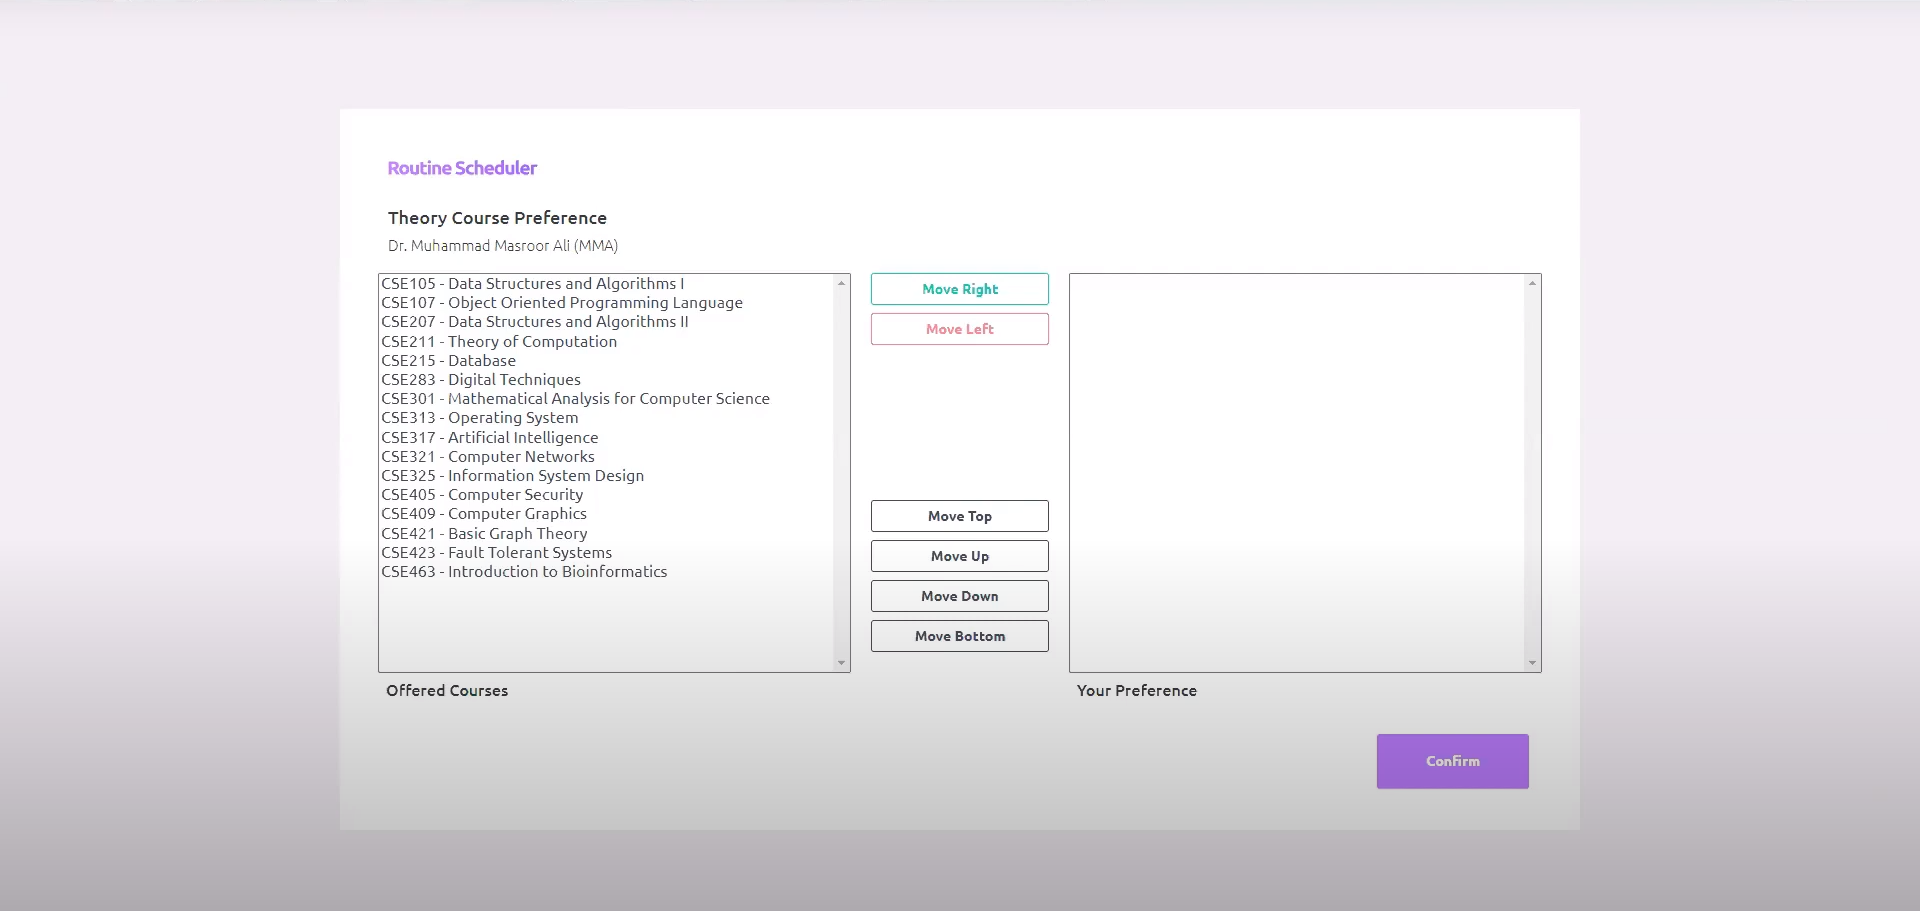 Routine Scheduler
Theory Course Preference
Dr. Muhammad Masroor Ali (MMA)
CSE105 - Data Structures and Algorithms I
CSE107 - Object Oriented Programming Language
CSE207 - Data Structures and Algorithms II
CSE211 - Theory of Computation
CSE215 - Database
CSE283 - Digital Techniques
CSE301 - Mathematical Analysis for Computer Science
CSE313 - Operating System
CSE317 - Artificial Intelligence
CSE321 - Computer Networks
CSE325 - Information System Design
CSE405 - Computer Security
CSE409 - Computer Graphics
CSE421 - Basic Graph Theory
CSE423 - Fault Tolerant Systems
CSE463 - Introduction to Bioinformatics
Offered Courses
Move Right
Move Left
Move Top
Move Up
Move Down
Move Bottom
Your Preference
Confirm